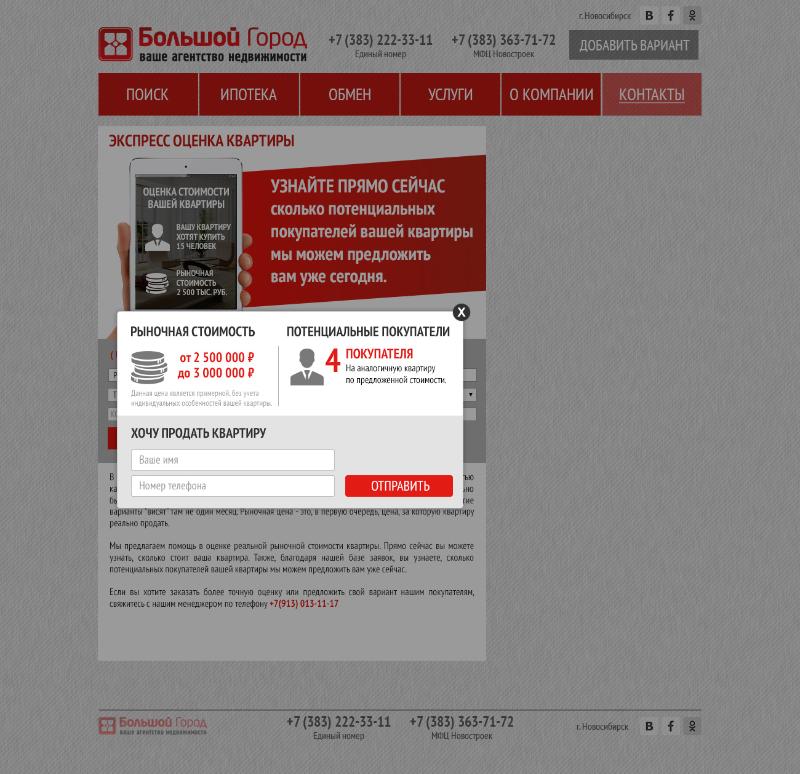 г. Новосибирск
Большой Город
ваше агентство недвижимости
+7 (383) 222-33-11
Единый номер
+7 (383) 363-71-72
МФЦ Новостроек
ДОБАВИТЬ ВАРИАНТ
ПОИСК
ИПОТЕКА
ОБМЕН
УСЛУГИ
О КОМПАНИИ
КОНТАКТЫ
ЭКСПРЕСС ОЦЕНКА КВАРТИРЫ
ОЦЕНКА СТОИМОСТИ
ВАШЕЙ КВАРТИРЫ
ВАШУ КВАРТИРУ
ХОТЯТ КУПИТЬ
15 ЧЕЛОВЕК
РЫНОЧНАЯ
СТОИМОСТЬ
2 500 ТЫС. РУБ.
УЗНАЙТЕ ПРЯМО СЕЙЧАС
сколько потенциальных
покупателей вашей квартиры
мы можем предложить
вам уже сегодня.
X
РЫНОЧНАЯ СТОИМОСТЬ
от 2 500 000 ₽
до 3 000 000 ₽
Данная цена является примерной, без учета
индивидуальных особенностей вашей квартиры.
ПОТЕНЦИАЛЬНЫЕ ПОКУПАТЕЛИ
4 ПОКУПАТЕЛЯ
На аналогичную квартиру
по предложенной стоимости.
ХОЧУ ПРОДАТЬ КВАРТИРУ
Ваше имя
Номер телефона
ОТПРАВИТЬ
варианты "висят" там не один месяц. Рыночная цена - это, в первую очередь, цена, за которую квартиру
реально продать.
Мы предлагаем помощь в оценке реальной рыночной стоимости квартиры. Прямо сейчас вы можете
узнать, сколько стоит ваша квартира. Также, благодаря нашей базе заявок, вы узнаете, сколько
потенциальных покупателей вашей квартиры мы можем предложить вам уже сейчас.
Если вы хотите заказать более точную оценку или предложить свой вариант нашим покупателям,
свяжитесь с нашим менеджером по телефону +7(913) 013-11-17
Большой Город
ваше агентство недвижимости
+7 (383) 222-33-11
Единый номер
+7 (383) 363-71-72
МФЦ Новостроек
г. Новосибирск